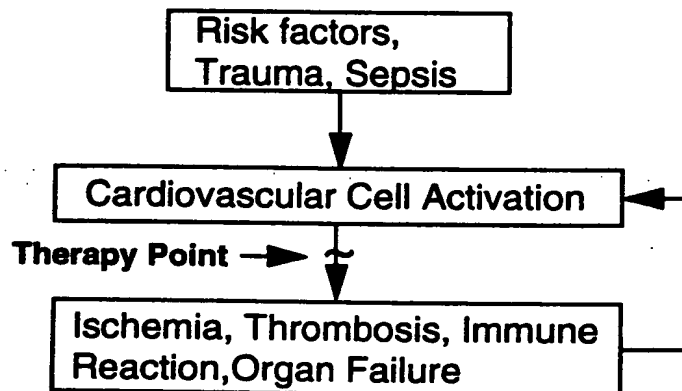 Risk factors,
Trauma, Sepsis
Cardiovascular Cell Activation
Therapy Point
Ischemia, Thrombosis, Immune
Reaction,Organ Failure